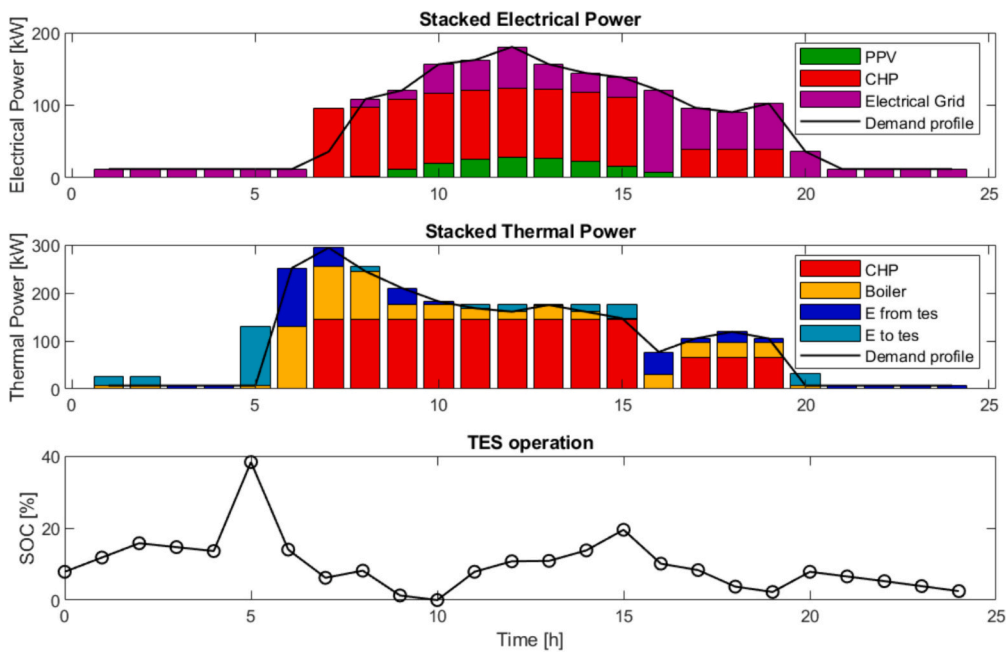 Stacked Electrical Power
Electrical Power [kW]
200
100
0
PPV
CHP
Electrical Grid
Demand profile
0 5 10 15 20 25
Stacked Thermal Power
Thermal Power [kW]
300
200
100
0
CHP
Boiler
E from tes
E to tes
Demand profile
0 5 10 15 20 25
TES operation
SOC [%]
40
20
0
0 5 10 15 20 25
Time [h]